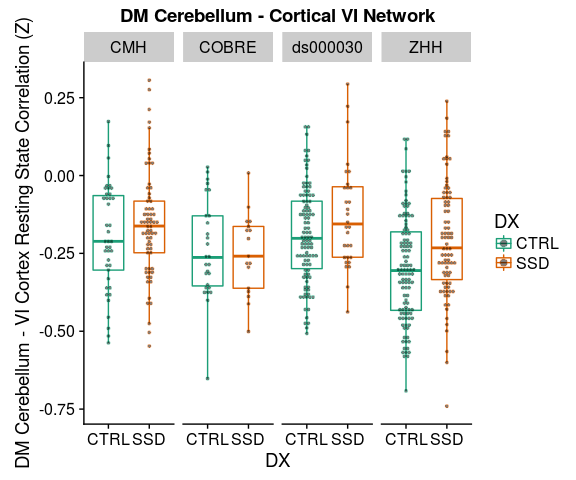 DM Cerebellum - Cortical VI Network
CMH
COBRE
ds000030
ZHH
DM Cerebellum - VI Cortex Resting State Correlation (Z)
0.25
0.00
-0.25
-0.50
-0.75
CTRL SSD
CTRL SSD
CTRL SSD
CTRL SSD
DX
DX
CTRL
SSD